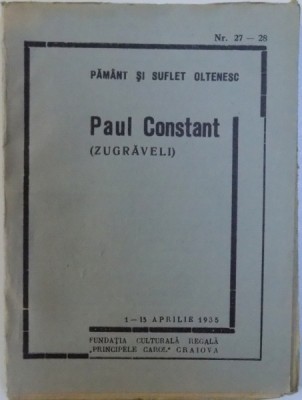 Nr. 27 — 28
PĂMÂNT ȘI SUFLET OLTENESC
Paul Constant
(ZUGRĂVELI)
1 — 15 APRILIE 1935
FUNDAȚIA CULTURALĂ REGALĂ
„PRINCIPELE CAROL" CRAIOVA